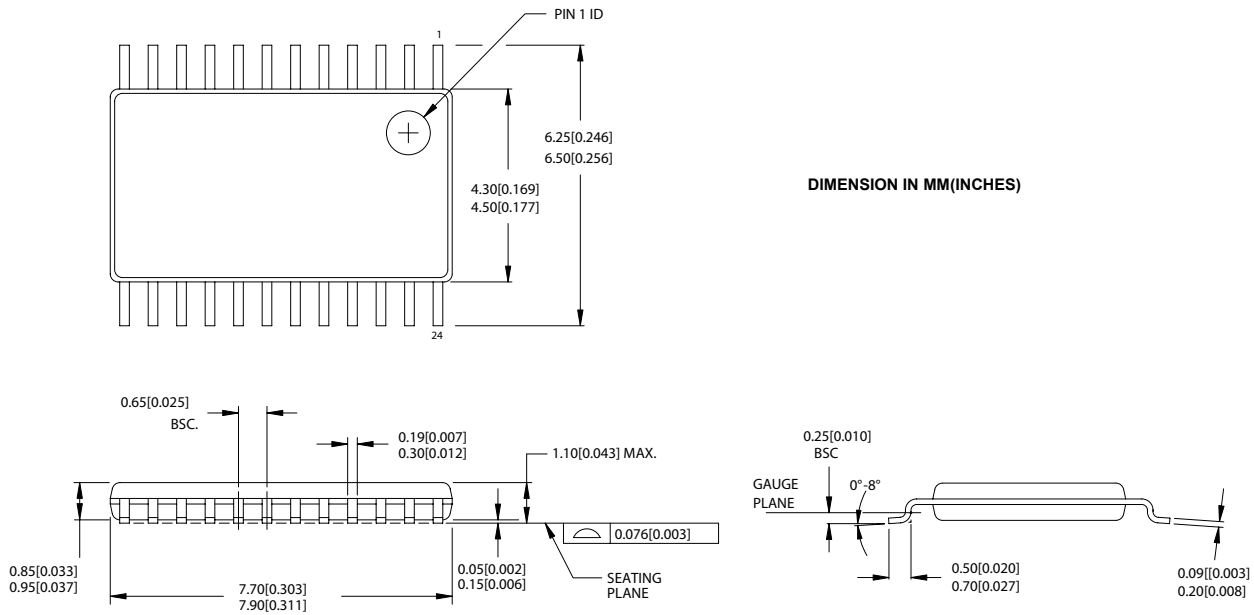 PIN 1 ID
1
6.25[0.246]
6.50[0.256]
4.30[0.169]
4.50[0.177]
DIMENSION IN MM(INCHES)
24
0.65[0.025]
BSC.
0.19[0.007]
0.30[0.012]
1.10[0.043] MAX.
0.076[0.003]
0.85[0.033]
0.95[0.037]
7.70[0.303]
7.90[0.311]
0.05[0.002]
0.15[0.006]
SEATING
PLANE
0.25[0.010]
BSC
GAUGE
PLANE
0°-8°
0.50[0.020]
0.70[0.027]
0.09[[0.003]
0.20[0.008]